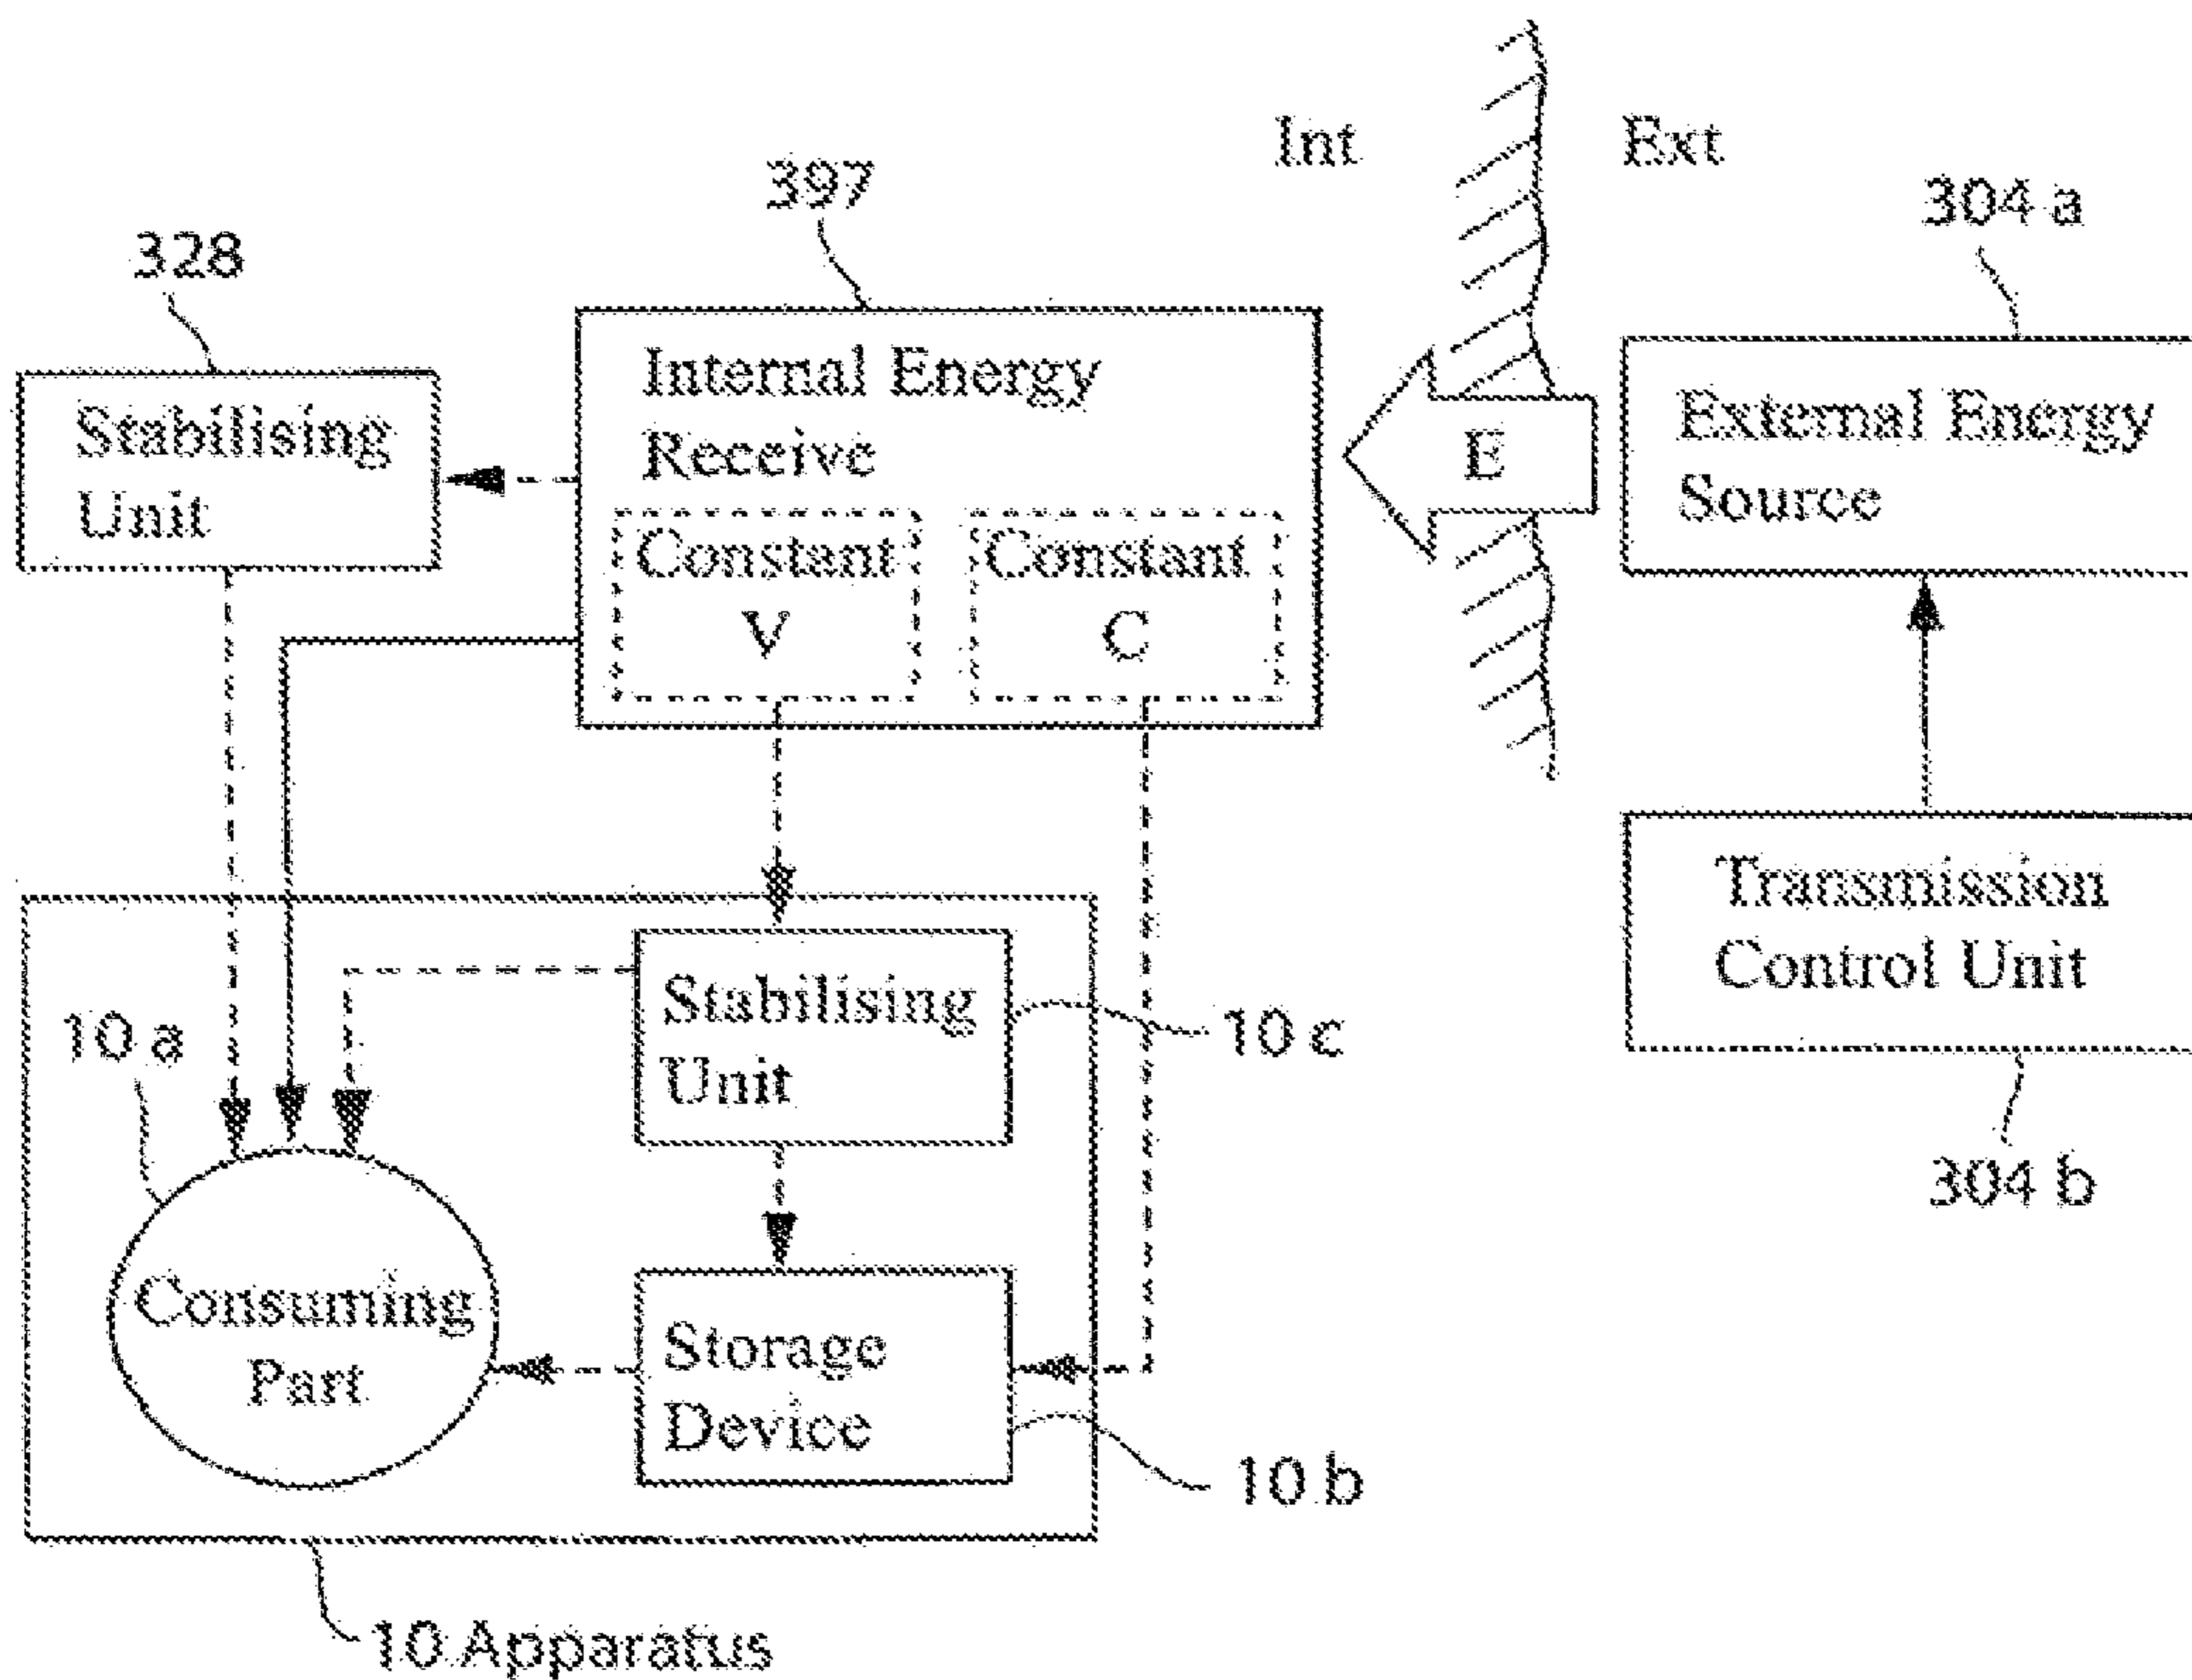 Int
Ext
397
304 a
328
Internal Energy
Receive
Stabilising
Unit
E
External Energy
Source
Constant
V
Constant
C
Transmission
Control Unit
10 a
Stabilising
Unit
10 c
304 b
Consuming
Part
Storage
Device
10 b
10 Apparatus